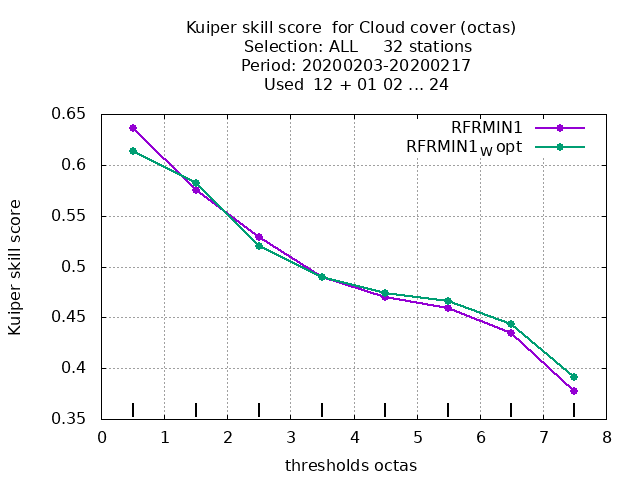 Kuiper skill score  for Cloud cover (octas)
Selection: ALL     32 stations
Period: 20200203-20200217
Used  12 + 01 02 ... 24
RFRMIN1
RFRMIN1W opt
Kuiper skill score
0.65
0.6
0.55
0.5
0.45
0.4
0.35
0 1 2 3 4 5 6 7 8
thresholds octas